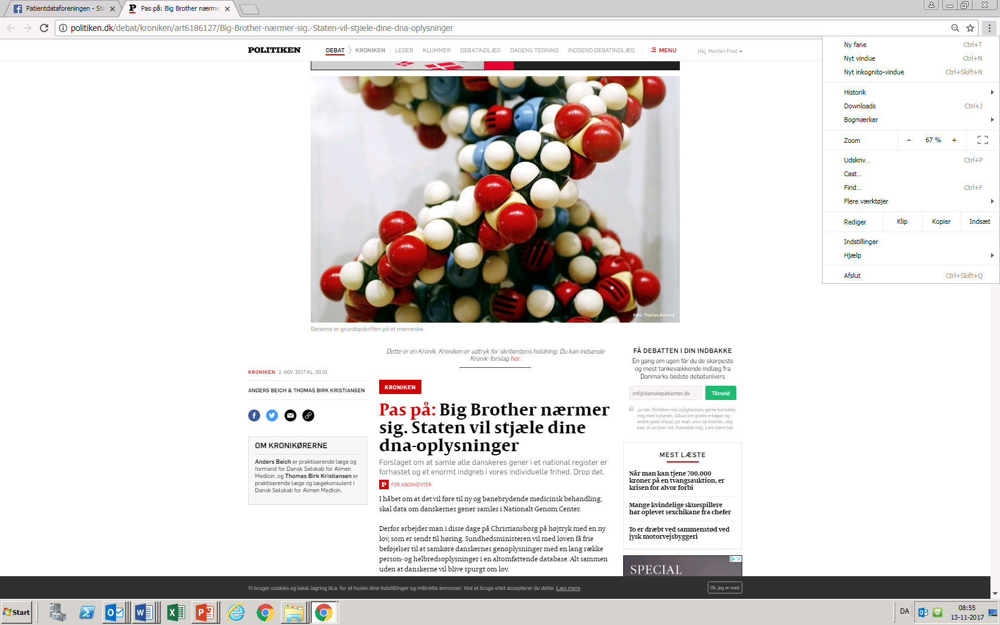 Patientdataforeningen - Sta
Pas på: Big Brother nærme
politiken.dk/debat/kroniken/art6186127/Big-Brother-nærmer-sig.-Staten-vil-stjæle-dine-dna-oplysninger
POLITIKEN
DEBAT
KRONIKEN
LEDER
KLUMMER
DEBATINDLÆG
DAGENS TEGNING
INDSEND DEBATINDLÆG
MENU
Hej, Morten Freil
Ny fane Ctrl+T
Nyt vindue Ctrl+N
Nyt inkognito-vindue Ctrl+Skift+N
Historik
Downloads Ctrl+J
Bogmærker
Zoom − 67 % +
Udskriv... Ctrl+P
Cast...
Find... Ctrl+F
Flere værktøjer
Rediger Klip Kopier Indsæt
Indstillinger
Hjælp
Afslut Ctrl+Skift+Q
Foto: Thomas Borberg
Generne er grundopskriften på et menneske.
Dette er en Kronik. Kroniken er udtryk for skribentens holdning. Du kan indsende
Kronik-forslag her.
KRONIKEN 2. NOV. 2017 KL. 00.01
ANDERS BEICH & THOMAS BIRK KRISTIANSEN
OM KRONIKØRERNE
Anders Beich er praktiserende læge og
formand for Dansk Selskab for Almen
Medicin, og Thomas Birk Kristiansen er
praktiserende læge og lægekonsulent i
Dansk Selskab for Almen Medicin.
KRONIKEN
Pas på: Big Brother nærmer
sig. Staten vil stjæle dine
dna-oplysninger
Forslaget om at samle alle danskeres gener i et national register er
forhastet og et enormt indgreb i vores individuelle frihed. Drop det.
P FOR ABONNENTER
I håbet om at det vil føre til ny og banebrydende medicinsk behandling,
skal data om danskernes gener samles i Nationalt Genom Center.
Derfor arbejder man i disse dage på Christiansborg på højtryk med en ny
lov, som er sendt til høring. Sundhedsministeren vil med loven få frie
beføjelser til at samkøre danskernes genoplysninger med en lang række
person- og helbredsoplysninger i en altomfattende database. Alt sammen
uden at danskerne vil blive spurgt om lov.
FÅ DEBATTEN I DIN INDBAKKE
En gang om ugen får du de skarpeste
og mest tankevækkende indlæg fra
Danmarks bedste debatunivers
mf@danskepatienter.dk Tilmeld
Ja tak. Politiken må lejlighedsvis gerne kontakte
mig med nyheder, tilbud om gratis e-bøger og
andre gode tilbud, på mail, sms og telefon. Jeg
kan, til en hver tid, framelde mig. Læs mere her.
MEST LÆSTE
Når man kan tjene 700.000
kroner på en tvangsauktion, er
krisen for alvor forbi
Mange kvindelige skuespillere
har oplevet sexchikane fra chefer
To er dræbt ved sammenstød ved
jysk motorvejsbyggeri
SPECIAL
Vi bruger cookies og lokal lagring bl.a. for at huske dine indstillinger og målrette annoncer. Ved at bruge sitet accepterer du dette. Læs mere
Ok, jeg er med
Start
DA
08:55
13-11-2017